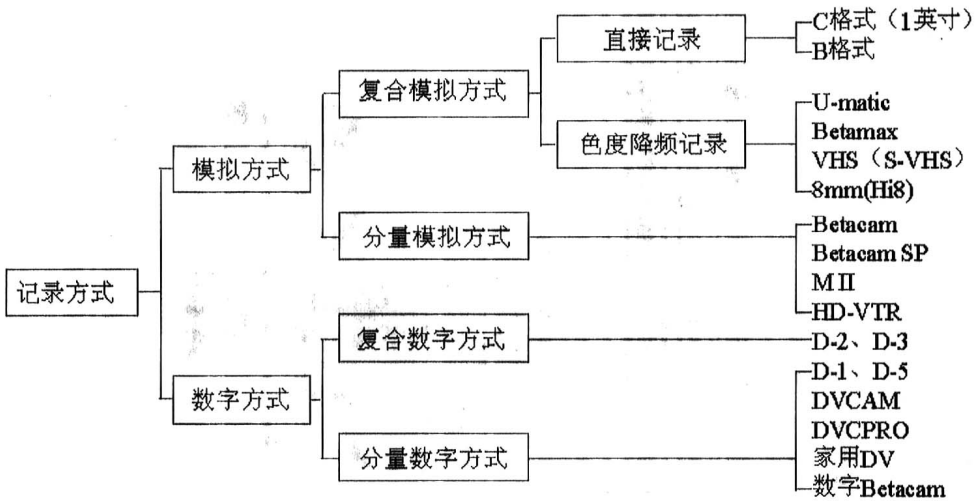 记录方式
模拟方式
数字方式
复合模拟方式
分量模拟方式
复合数字方式
分量数字方式
直接记录
色度降频记录
C格式（1英寸）
B格式
U-matic
Betamax
VHS（S-VHS）
8mm(Hi8)
Betacam
Betacam SP
M II
HD-VTR
D-2、D-3
D-1、D-5
DVCAM
DVCPRO
家用DV
数字Betacam